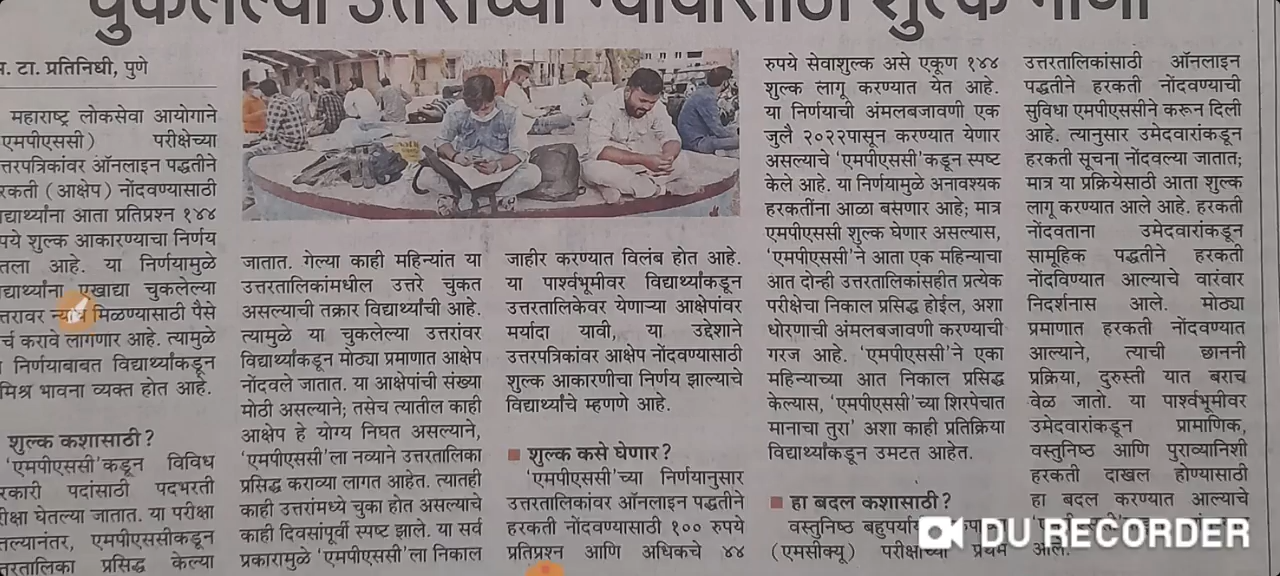 चुकलेल्या उत्तराच्या न्यायासाठी शुल्क मागा
म. टा. प्रतिनिधी, पुणे
महाराष्ट्र लोकसेवा आयोगाने
एमपीएससी) परीक्षेच्या
त्तरपत्रिकांवर ऑनलाइन पद्धतीने
रकती (आक्षेप) नोंदवण्यासाठी
द्यार्थ्यांना आता प्रतिप्रश्न १४४
पये शुल्क आकारण्याचा निर्णय
तला आहे. या निर्णयामुळे
द्यार्थ्यांना एखाद्या चुकलेल्या
त्तरावर मिळण्यासाठी पैसे
र्च करावे लागणार आहे. त्यामुळे
निर्णयाबाबत विद्यार्थ्यांकडून
मिश्र भावना व्यक्त होत आहे.
शुल्क कशासाठी?
'एमपीएससी'कडून विविध
रकारी पदांसाठी पदभरती
रीक्षा घेतल्या जातात. या परीक्षा
तल्यानंतर, एमपीएससीकडून
त्तरतालिका प्रसिद्ध केल्या
जातात. गेल्या काही महिन्यांत या
उत्तरतालिकांमधील उत्तरे चुकत
असल्याची तक्रार विद्यार्थ्यांची आहे.
त्यामुळे या चुकलेल्या उत्तरांवर
विद्यार्थ्यांकडून मोठ्या प्रमाणात आक्षेप
नोंदवले जातात. या आक्षेपांची संख्या
मोठी असल्याने; तसेच त्यातील काही
आक्षेप हे योग्य निघत असल्याने,
'एमपीएससी'ला नव्याने उत्तरतालिका
प्रसिद्ध कराव्या लागत आहेत. त्यातही
काही उत्तरांमध्ये चुका होत असल्याचे
काही दिवसांपूर्वी स्पष्ट झाले. या सर्व
प्रकारामुळे 'एमपीएससी'ला निकाल
जाहीर करण्यात विलंब होत आहे.
या पार्श्वभूमीवर विद्यार्थ्यांकडून
उत्तरतालिकेवर येणाऱ्या आक्षेपांवर
मर्यादा यावी, या उद्देशाने
उत्तरपत्रिकांवर आक्षेप नोंदवण्यासाठी
शुल्क आकारणीचा निर्णय झाल्याचे
विद्यार्थ्यांचे म्हणणे आहे.
शुल्क कसे घेणार?
'एमपीएससी'च्या निर्णयानुसार
उत्तरतालिकांवर ऑनलाइन पद्धतीने
हरकती नोंदवण्यासाठी १०० रुपये
प्रतिप्रश्न आणि अधिकचे ४४
रुपये सेवाशुल्क असे एकूण १४४
शुल्क लागू करण्यात येत आहे.
या निर्णयाची अंमलबजावणी एक
जुलै २०२२पासून करण्यात येणार
असल्याचे 'एमपीएससी'कडून स्पष्ट
केले आहे. या निर्णयामुळे अनावश्यक
हरकतींना आळा बसणार आहे; मात्र
एमपीएससी शुल्क घेणार असल्यास,
'एमपीएससी'ने आता एक महिन्याचा
आत दोन्ही उत्तरतालिकांसहीत प्रत्येक
परीक्षेचा निकाल प्रसिद्ध होईल, अशा
धोरणाची अंमलबजावणी करण्याची
गरज आहे. 'एमपीएससी'ने एका
महिन्याच्या आत निकाल प्रसिद्ध
केल्यास, 'एमपीएससी'च्या शिरपेचात
मानाचा तुरा' अशा काही प्रतिक्रिया
विद्यार्थ्यांकडून उमटत आहेत.
हा बदल कशासाठी?
वस्तुनिष्ठ
(एमसीक्यू) परीक्षांच्या प्रथम
उत्तरतालिकांसाठी ऑनलाइन
पद्धतीने हरकती नोंदवण्याची
सुविधा एमपीएससीने करून दिली
आहे. त्यानुसार उमेदवारांकडून
हरकती सूचना नोंदवल्या जातात;
मात्र या प्रक्रियेसाठी आता शुल्क
लागू करण्यात आले आहे. हरकती
नोंदवताना उमेदवारांकडून
सामूहिक पद्धतीने हरकती
नोंदविण्यात आल्याचे वारंवार
निदर्शनास आले. मोठ्या
प्रमाणात हरकती नोंदवण्यात
आल्याने, त्याची छाननी
प्रक्रिया, दुरुस्ती यात बराच
वेळ जातो. या पार्श्वभूमीवर
उमेदवारांकडून प्रामाणिक,
वस्तुनिष्ठ आणि पुराव्यानिशी
हरकती दाखल होण्यासाठी
हा बदल करण्यात आल्याचे
आले.
DU RECORDER